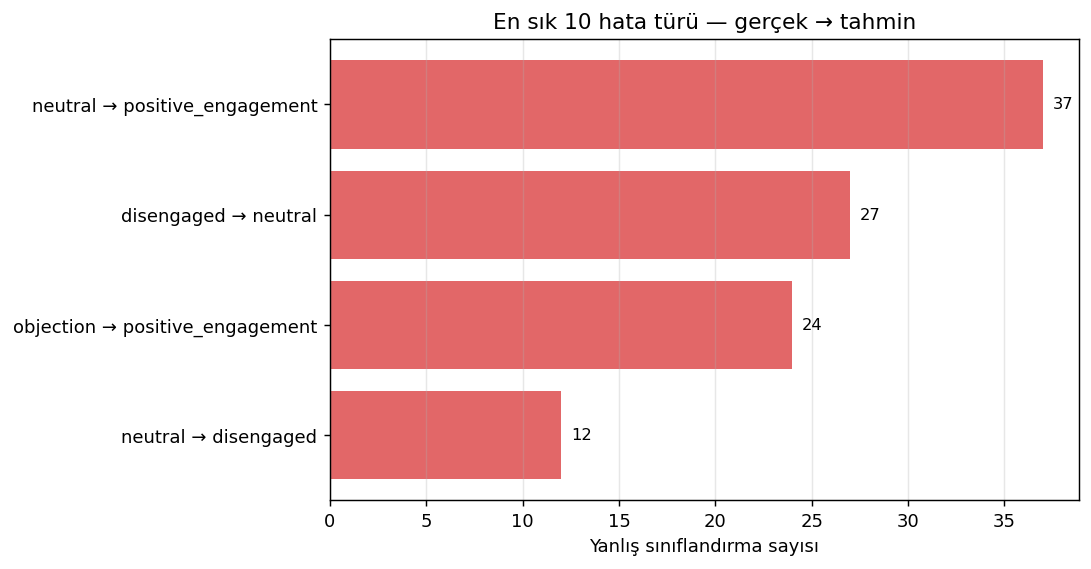 En sık 10 hata türü — gerçek → tahmin
neutral → positive_engagement
37
disengaged → neutral
27
objection → positive_engagement
24
neutral → disengaged
12
0 5 10 15 20 25 30 35
Yanlış sınıflandırma sayısı